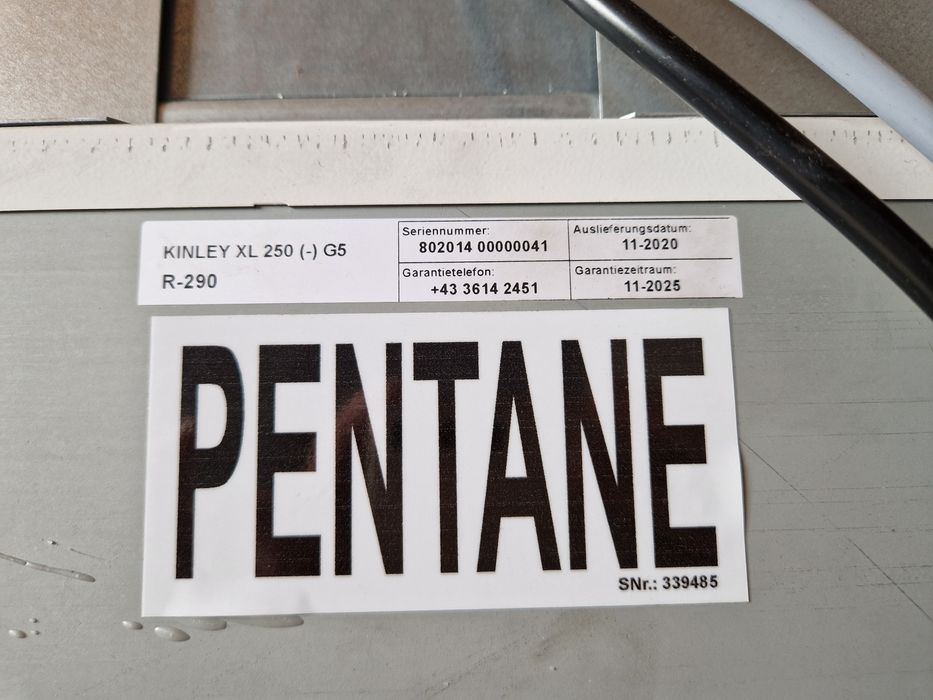 KINLEY XL 250 (-) G5
R-290
Seriennummer:
802014 00000041
Auslieferungsdatum:
11-2020
Garantietelefon:
+43 3614 2451
Garantiezeitraum:
11-2025
PENTANE
SNr.: 339485